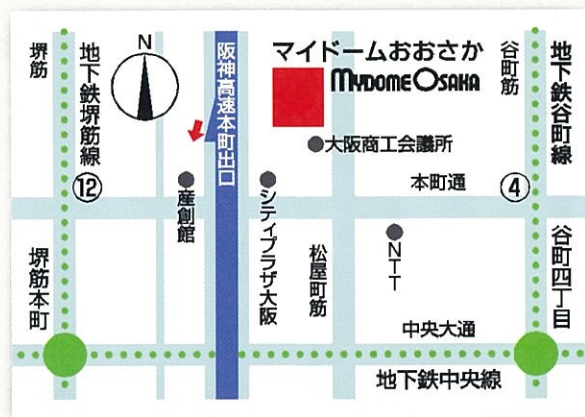 堺筋
地下鉄堺筋線
⑫
堺筋本町
N
阪神高速本町出口
産創館
シティプラザ大阪
マイドームおおさか
MYDOME OSAKA
大阪商工会議所
本町通
松屋町筋
NTT
中央大通
地下鉄中央線
谷町筋
地下鉄谷町線
④
谷町四丁目